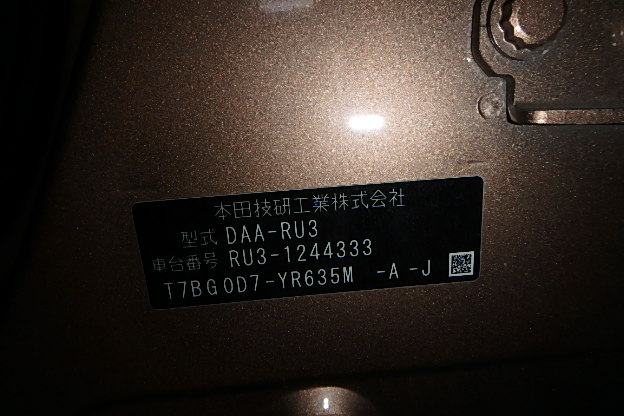 本田技研工業株式会社
型式 DAA-RU3
車台番号 RU3-1244333
T7BG0D7-YR635M -A -J